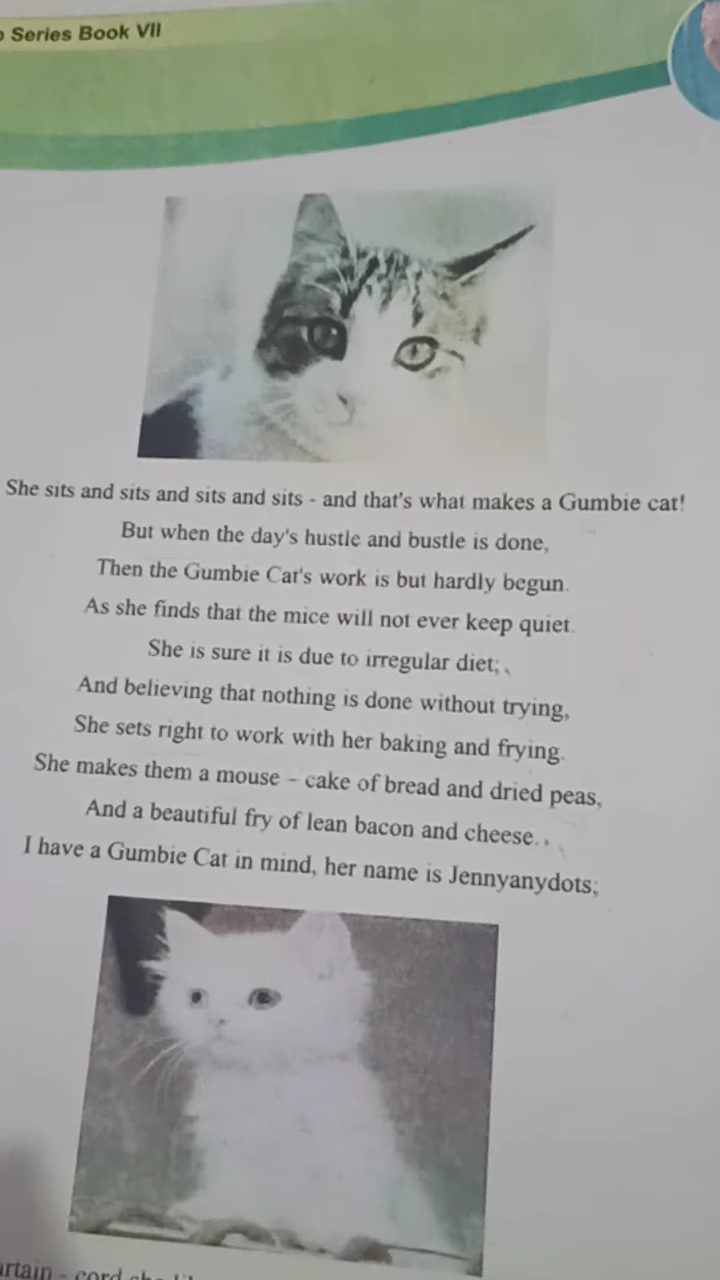 Series Book VII
She sits and sits and sits and sits - and that's what makes a Gumbie cat!
But when the day's hustle and bustle is done,
Then the Gumbie Cat's work is but hardly begun.
As she finds that the mice will not ever keep quiet.
She is sure it is due to irregular diet;
And believing that nothing is done without trying,
She sets right to work with her baking and frying.
She makes them a mouse – cake of bread and dried peas,
And a beautiful fry of lean bacon and cheese.
I have a Gumbie Cat in mind, her name is Jennyanydots;
- cord she